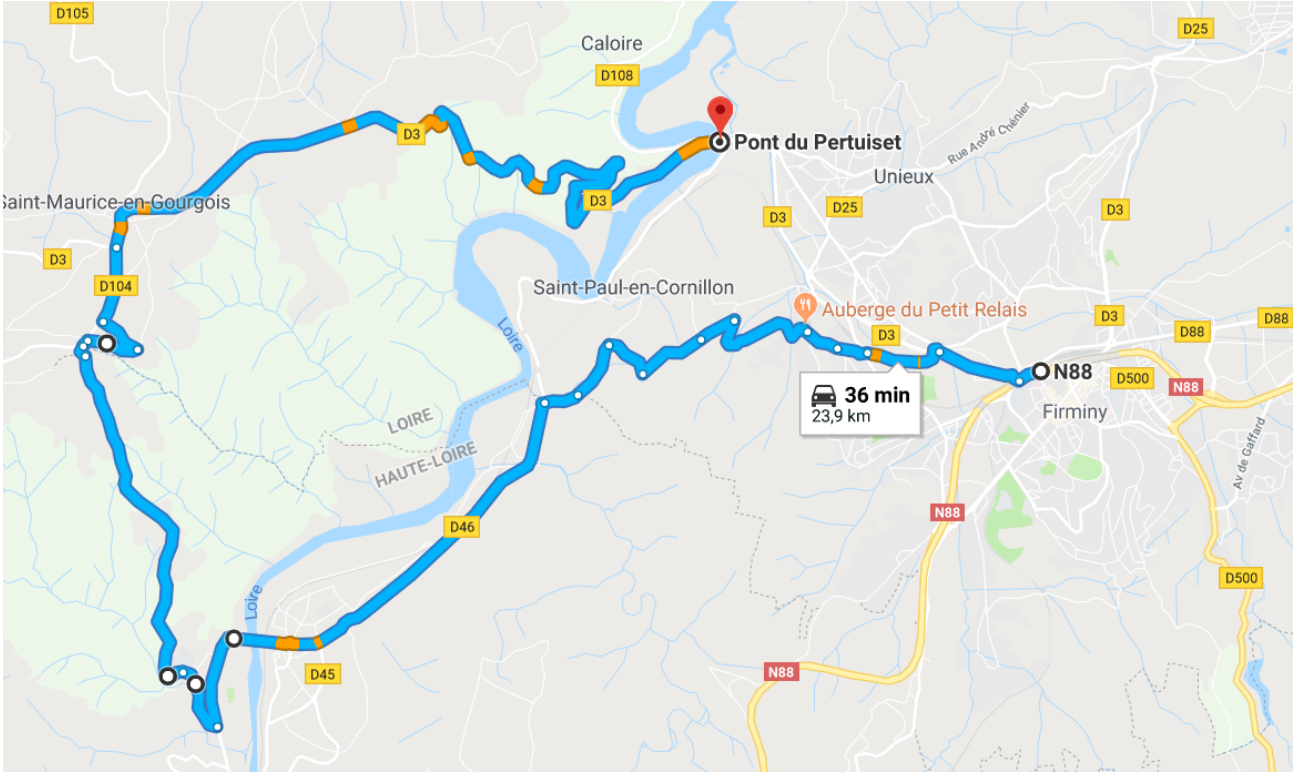 D105
D25
Caloire
D108
D3
Pont du Pertuiset
Rue André Chénier
Unieux
Saint-Maurice-en-Gourgois
D3
D25
D3
D3
D3
D104
Saint-Paul-en-Cornillon
Auberge du Petit Relais
D3
D88
D88
D3
Loire
N88
36 min
23,9 km
D500
N88
Firminy
LOIRE
HAUTE-LOIRE
Av de Gaffard
D46
N88
D500
Loire
D45
N88